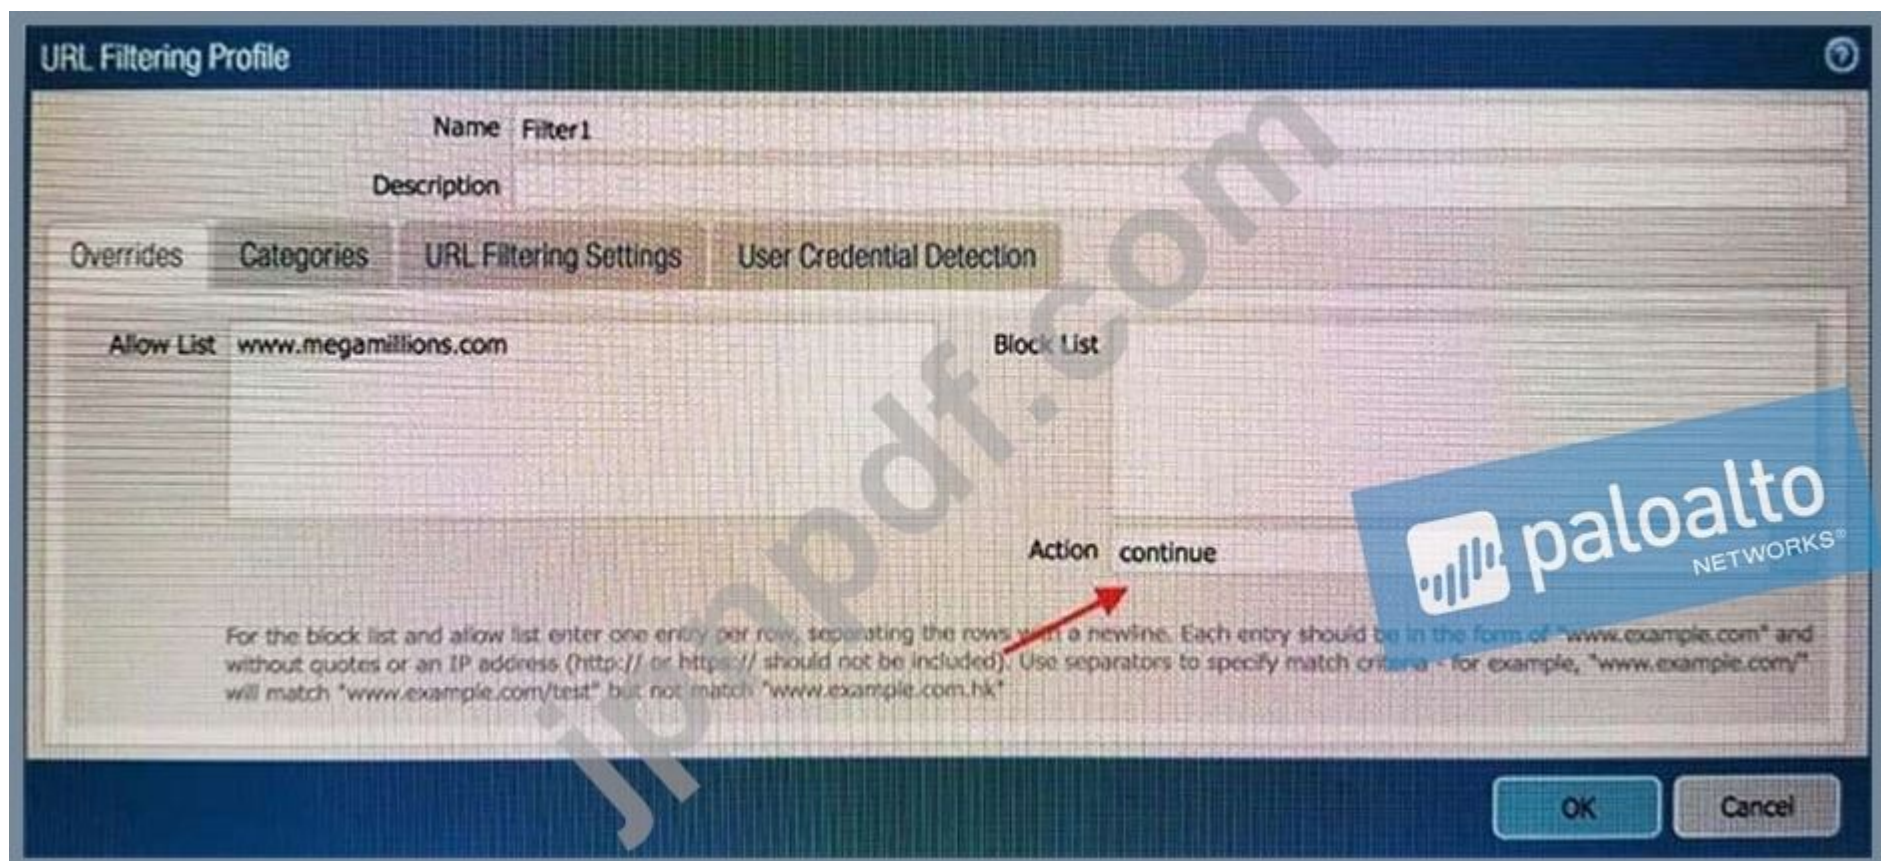 URL Filtering Profile
Name Filter1
Description
Overrides Categories URL Filtering Settings User Credential Detection
Allow List www.megamillions.com
Block List
Action continue
For the block list and allow list enter one entry per row, separating the rows with a newline. Each entry should be in the form of "www.example.com" and
without quotes or an IP address (http:// or https:// should not be included). Use separators to specify match criteria - for example, "www.example.com/"
will match "www.example.com/test" but not match "www.example.com.hk"
OK Cancel
paloalto
NETWORKS®
jpnpdf.com